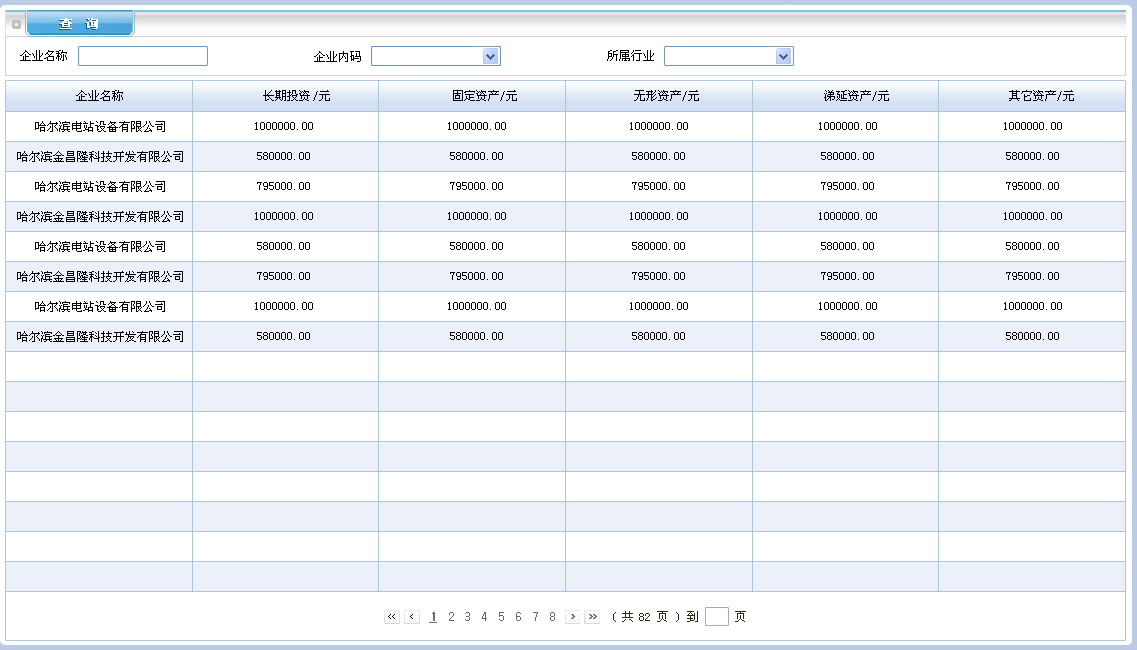 查 询
企业名称 企业内码 所属行业
企业名称 长期投资 /元 固定资产/元 无形资产/元 递延资产/元 其它资产/元
哈尔滨电站设备有限公司 1000000.00 1000000.00 1000000.00 1000000.00 1000000.00
哈尔滨金昌隆科技开发有限公司 580000.00 580000.00 580000.00 580000.00 580000.00
哈尔滨电站设备有限公司 795000.00 795000.00 795000.00 795000.00 795000.00
哈尔滨金昌隆科技开发有限公司 1000000.00 1000000.00 1000000.00 1000000.00 1000000.00
哈尔滨电站设备有限公司 580000.00 580000.00 580000.00 580000.00 580000.00
哈尔滨金昌隆科技开发有限公司 795000.00 795000.00 795000.00 795000.00 795000.00
哈尔滨电站设备有限公司 1000000.00 1000000.00 1000000.00 1000000.00 1000000.00
哈尔滨金昌隆科技开发有限公司 580000.00 580000.00 580000.00 580000.00 580000.00
« ‹ 1 2 3 4 5 6 7 8 › » ( 共 82 页 ) 到 页